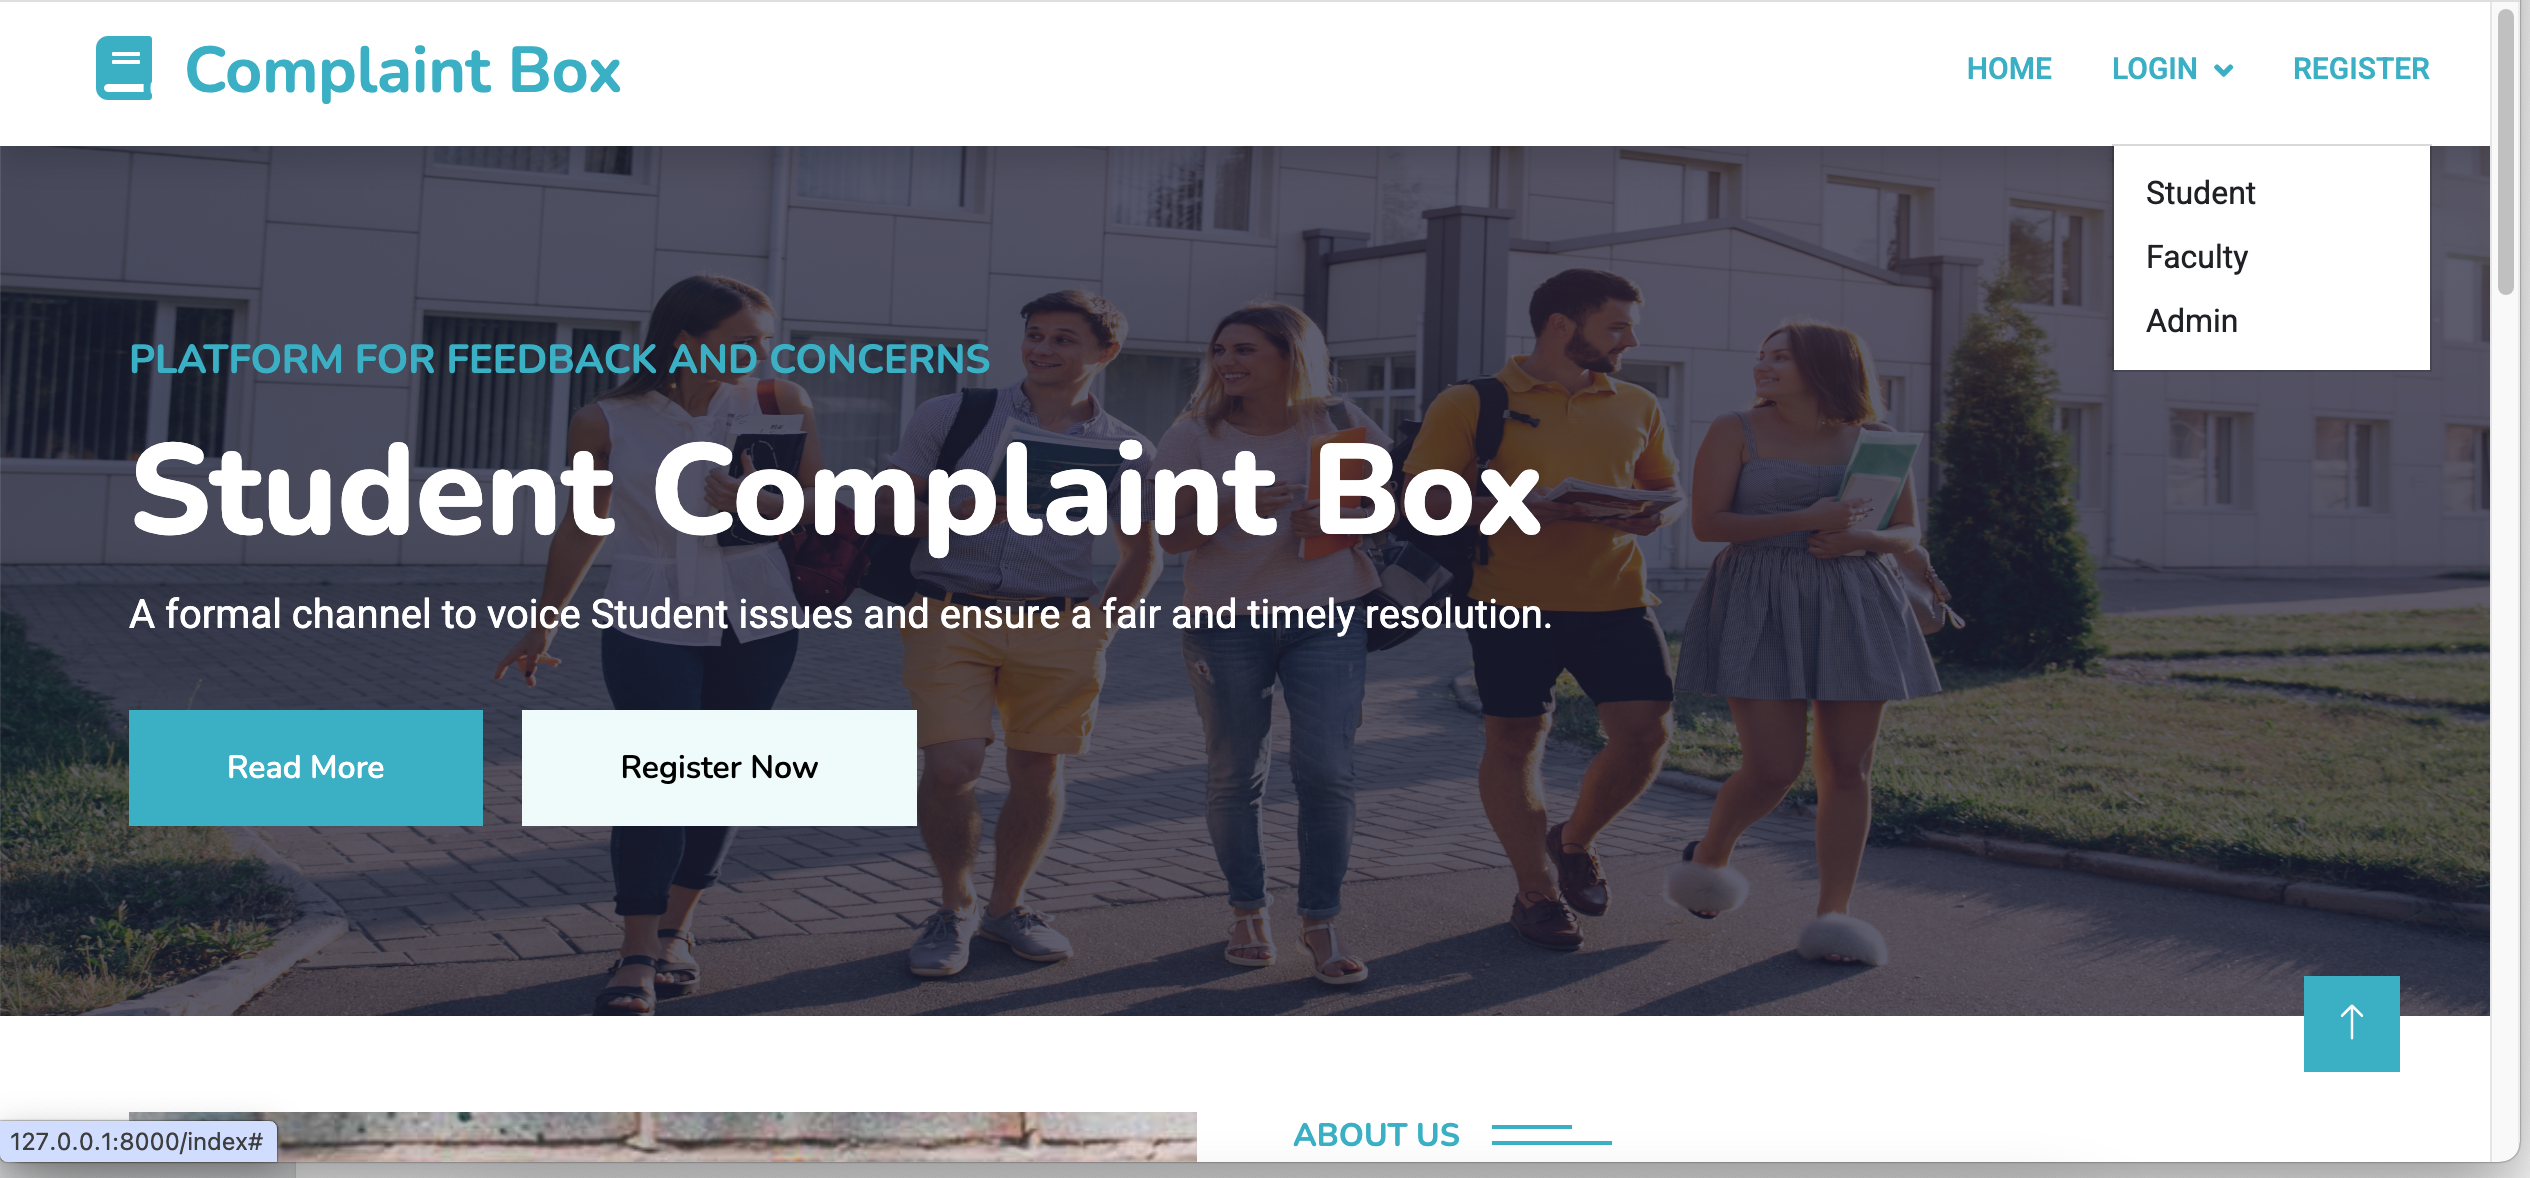 Complaint Box
HOME
LOGIN
REGISTER
Student
Faculty
Admin
PLATFORM FOR FEEDBACK AND CONCERNS
Student Complaint Box
A formal channel to voice Student issues and ensure a fair and timely resolution.
Read More
Register Now
ABOUT US
127.0.0.1:8000/index#